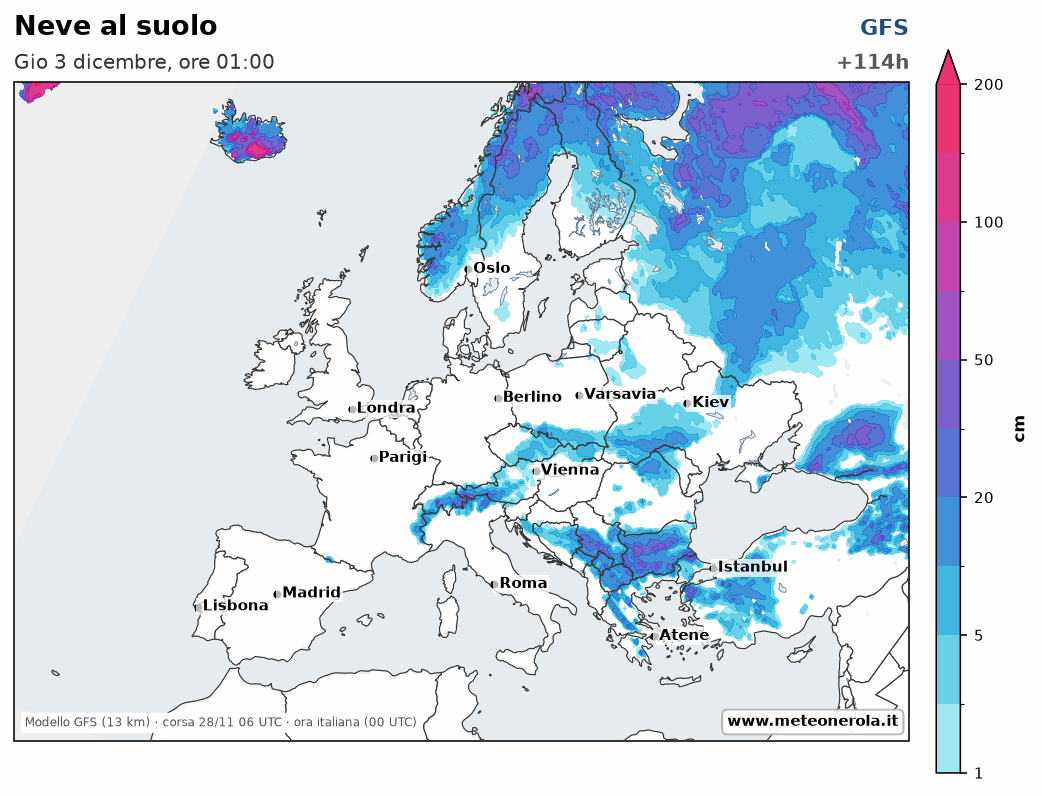 Neve al suolo
GFS
Gio 3 dicembre, ore 01:00
+114h
200
100
50
20
5
1
cm
Oslo
Berlino
Varsavia
Kiev
Londra
Parigi
Vienna
Istanbul
Roma
Madrid
Lisbona
Atene
Modello GFS (13 km) · corsa 28/11 06 UTC · ora italiana (00 UTC)
www.meteonerola.it